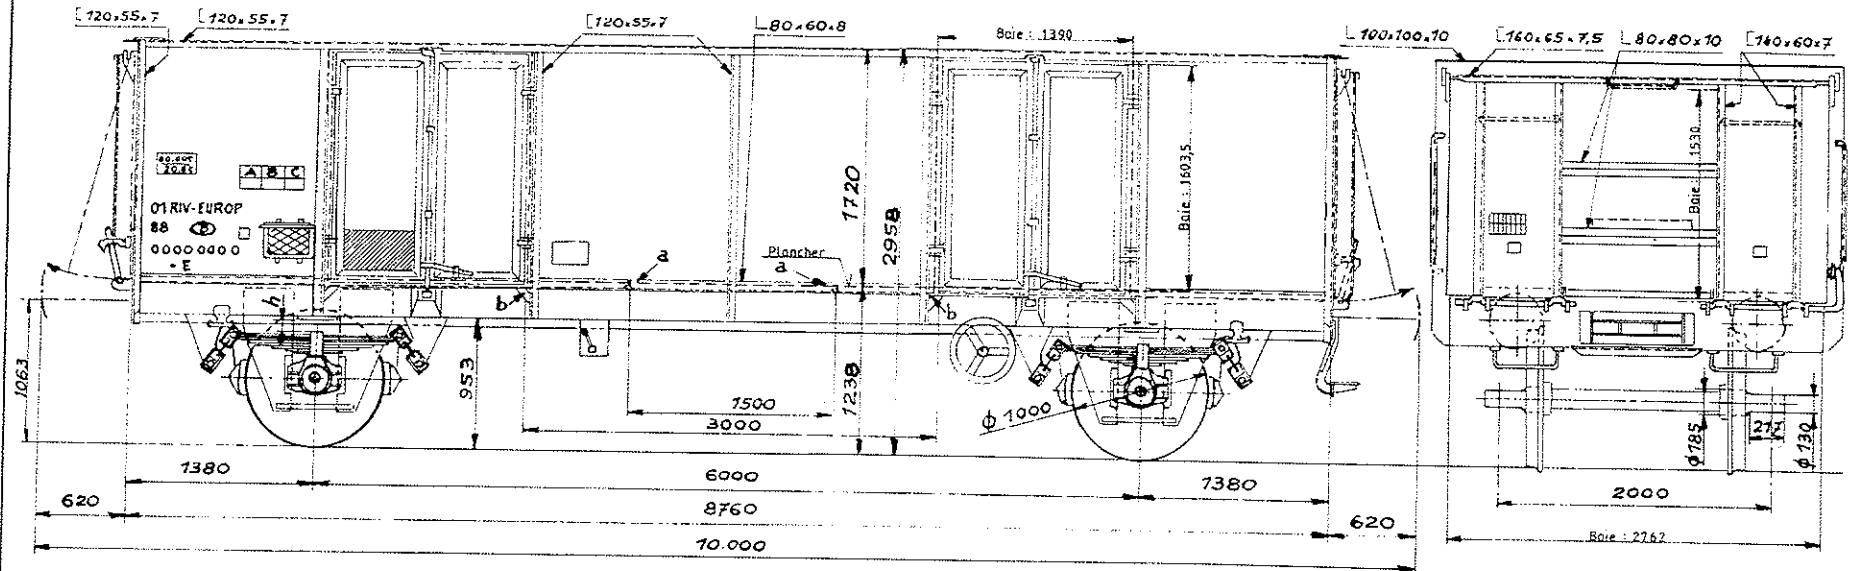 [120×55×7
[120×55×7
[120×55×7
L80×60×8
Baie : 1390
L100×100×10
[160×65×7,5
L80×80×10
[140×60×7
A B C
01 RIV-EUROP
88 B
00000000
- E
1720
2958
Baie : 1603,5
Baie : 1530
Plancher
a
a
b
b
h
1063
953
1238
1500
3000
ϕ 1000
ϕ 185
ϕ 130
1380
6000
1380
2000
620
8760
620
10.000
Baie : 2762